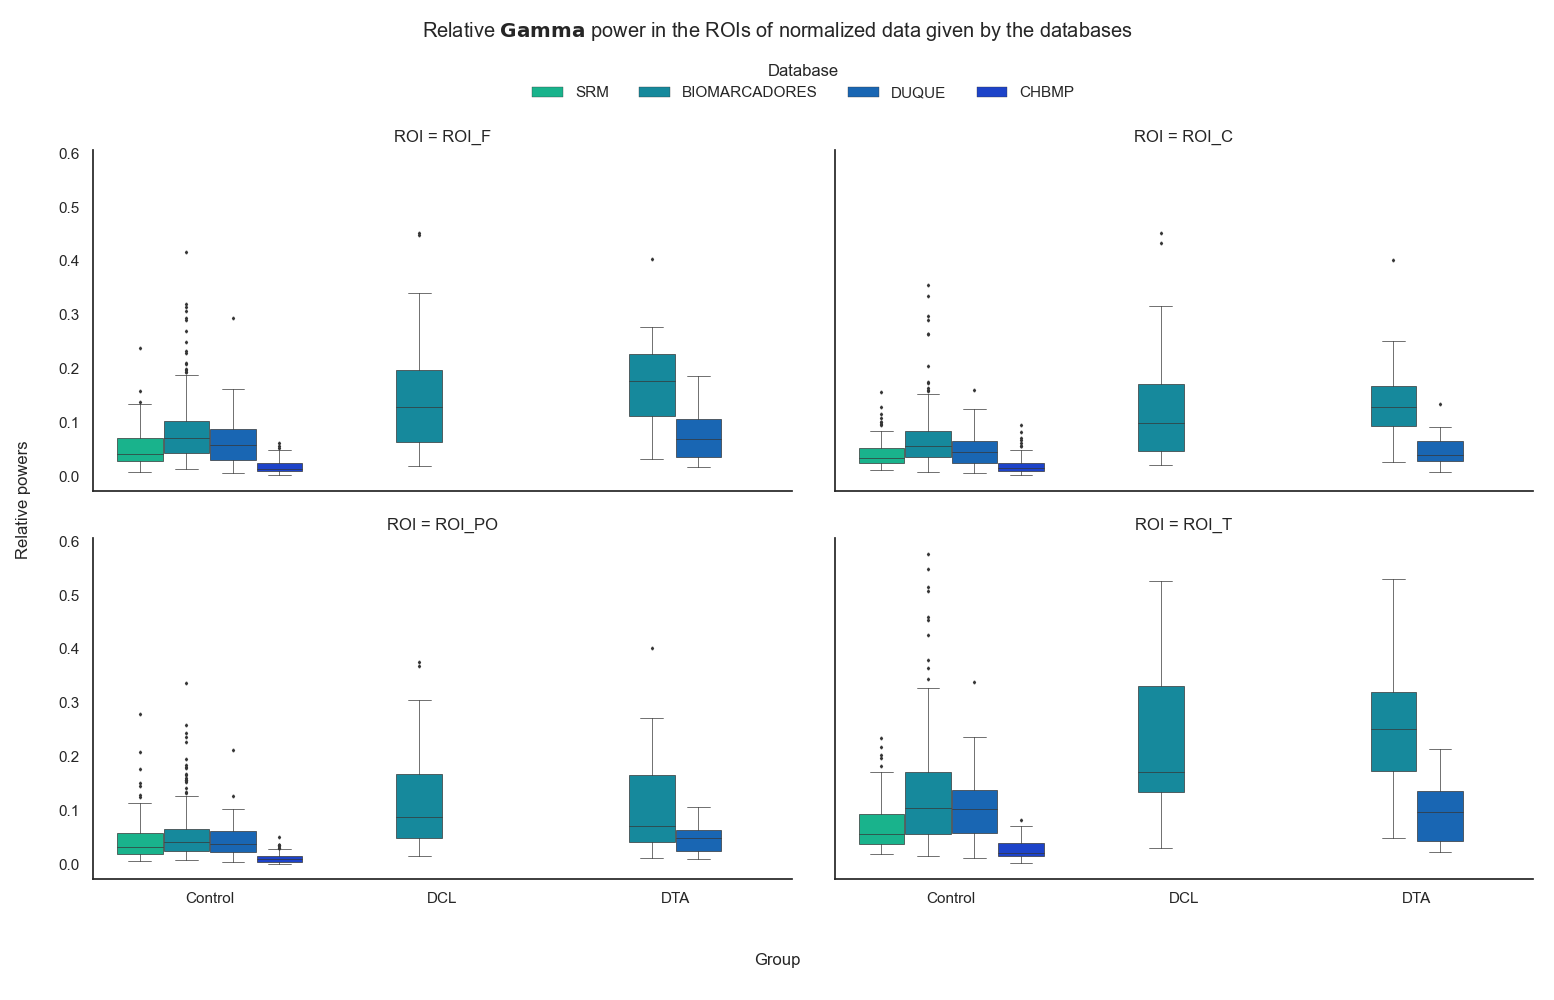 Relative Gamma power in the ROIs of normalized data given by the databases
Database
SRM BIOMARCADORES DUQUE CHBMP
ROI = ROI_F
ROI = ROI_C
0.6
0.5
0.4
0.3
0.2
0.1
0.0
Relative powers
ROI = ROI_PO
ROI = ROI_T
0.6
0.5
0.4
0.3
0.2
0.1
0.0
Control DCL DTA
Control DCL DTA
Group